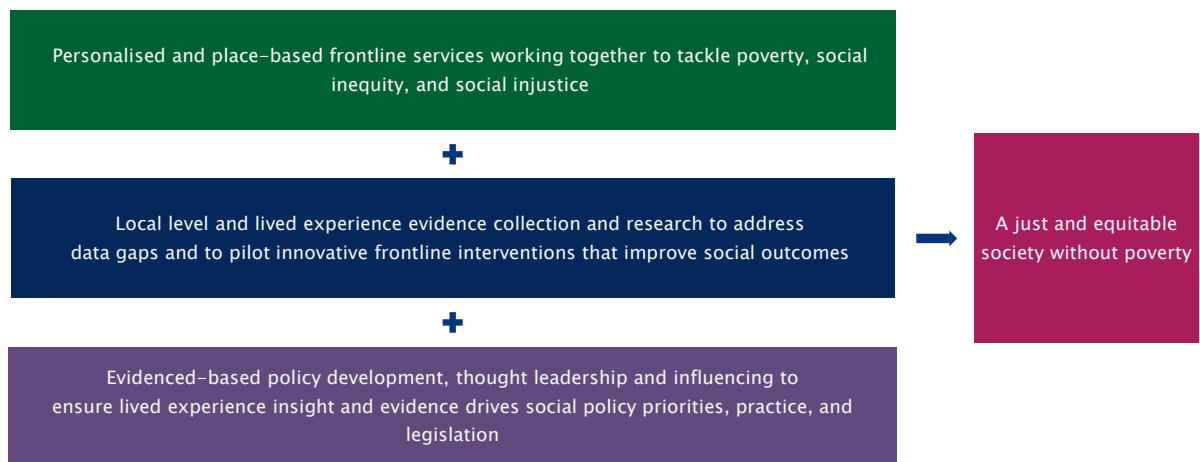 Personalised and place-based frontline services working together to tackle poverty, social
inequity, and social injustice
Local level and lived experience evidence collection and research to address
data gaps and to pilot innovative frontline interventions that improve social outcomes
A just and equitable
society without poverty
Evidenced-based policy development, thought leadership and influencing to
ensure lived experience insight and evidence drives social policy priorities, practice, and
legislation